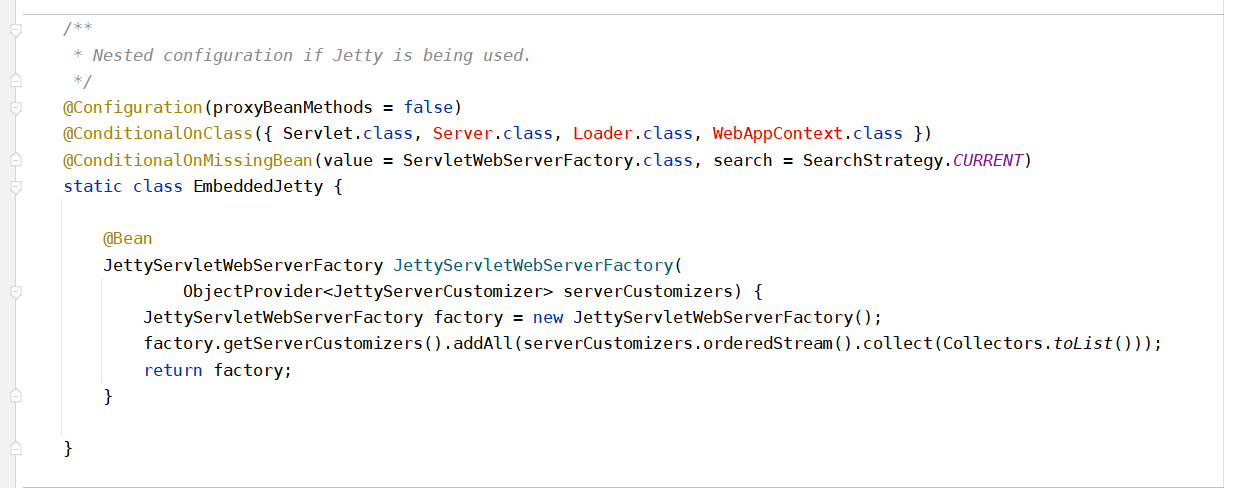 /**
* Nested configuration if Jetty is being used.
*/
@Configuration(proxyBeanMethods = false)
@ConditionalOnClass({ Servlet.class, Server.class, Loader.class, WebAppContext.class })
@ConditionalOnMissingBean(value = ServletWebServerFactory.class, search = SearchStrategy.CURRENT)
static class EmbeddedJetty {
@Bean
JettyServletWebServerFactory JettyServletWebServerFactory(
ObjectProvider<JettyServerCustomizer> serverCustomizers) {
JettyServletWebServerFactory factory = new JettyServletWebServerFactory();
factory.getServerCustomizers().addAll(serverCustomizers.orderedStream().collect(Collectors.toList()));
return factory;
}
}